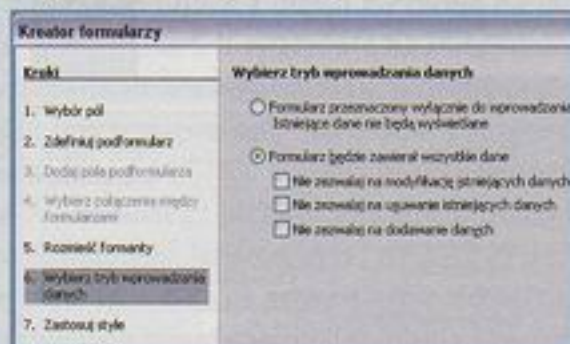 Kreator formularzy
Kroki
1. Wybór pól
2. Zdefiniuj podformularz
3. Dodaj pola podformularza
4. Wybierz połączenia między
formularzami
5. Rozmieść formanty
6. Wybierz tryb wprowadzania
danych
7. Zastosuj style
Wybierz tryb wprowadzania danych
Formularz przeznaczony wyłącznie do wprowadzania
Istniejące dane nie będą wyświetlane
Formularz będzie zawierał wszystkie dane
Nie zezwalaj na modyfikację istniejących danych
Nie zezwalaj na usuwanie istniejących danych
Nie zezwalaj na dodawanie danych